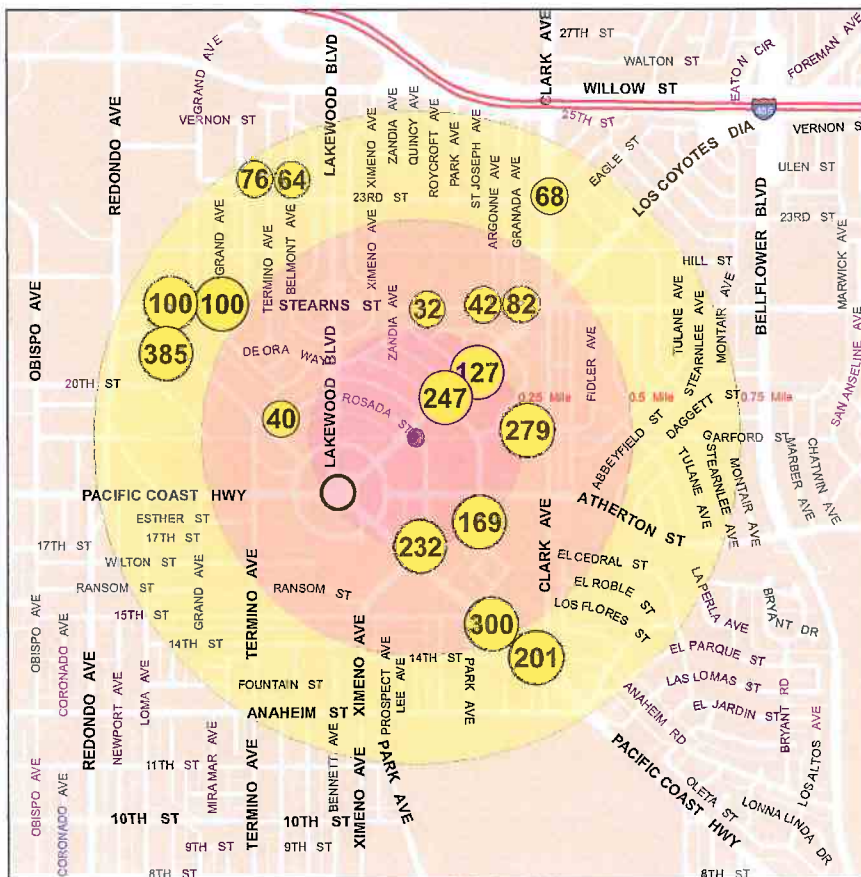 27TH ST
WALTON ST
WILLOW ST
25TH ST
CLARK AVE
EATON CIR
FOREMAN AVE
405
GRAND AVE
VERNON ST
LAKEWOOD BLVD
XIMENO AVE
ZANDIA AVE
QUINCY AVE
ROYCROFT AVE
PARK AVE
ST JOSEPH AVE
ARGONNE AVE
GRANADA AVE
EAGLE ST
LOS COYOTES DIA
VERNON S
ULEN ST
23RD ST
REDONDO AVE
76
64
23RD ST
68
BELLFLOWER BLVD
MARWICK AVE
HILL ST
GRAND AVE
TERMINO AVE
BELMONT AVE
XIMENO AVE
STEARNS ST
100
100
385
32
42
82
OBISPO AVE
DE ORA WAY
LAKEWOOD BLVD
ZANDIA AVE
FIDLER AVE
TULANE AVE
STEARNLEE AVE
MONTAIR AVE
SAN ANSELINE AVE
20TH ST
127
247
0.25 Mile
0.5 Mile
0.75 Mile
40
ROSADA ST
279
ABBEYFIELD ST
DAGGETT ST
GARFORD ST
TULANE AVE
STEARNLEE AVE
MONTAIR AVE
MARBER AVE
CHATWIN AVE
PACIFIC COAST HWY
ESTHER ST
17TH ST
17TH ST
WILTON ST
RANSOM ST
15TH ST
14TH ST
GRAND AVE
TERMINO AVE
RANSOM ST
169
232
CLARK AVE
ATHERTON ST
EL CEDRAL ST
EL ROBLE ST
LOS FLORES ST
LA PERLA AVE
BRYANT DR
300
201
OBISPO AVE
CORONADO AVE
REDONDO AVE
NEWPORT AVE
LOMA AVE
FOUNTAIN ST
ANAHEIM ST
XIMENO AVE
PROSPECT AVE
LEE AVE
14TH ST
PARK AVE
EL PARQUE ST
LAS LOMAS ST
EL JARDIN ST
BRYANT RD
ANAHEIM RD
PACIFIC COAST HWY
OLETA ST
LONNA LINDA DR
LOS ALTOS AVE
11TH ST
MIRAMAR AVE
TERMINO AVE
BENNETT AVE
XIMENO AVE
PARK AVE
OBISPO AVE
CORONADO AVE
10TH ST
10TH ST
9TH ST
9TH ST
8TH ST
8TH ST